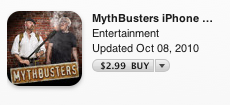 MythBusters iPhone ...
Entertainment
Updated Oct 08, 2010
$2.99 BUY
MYTHBUSTERS